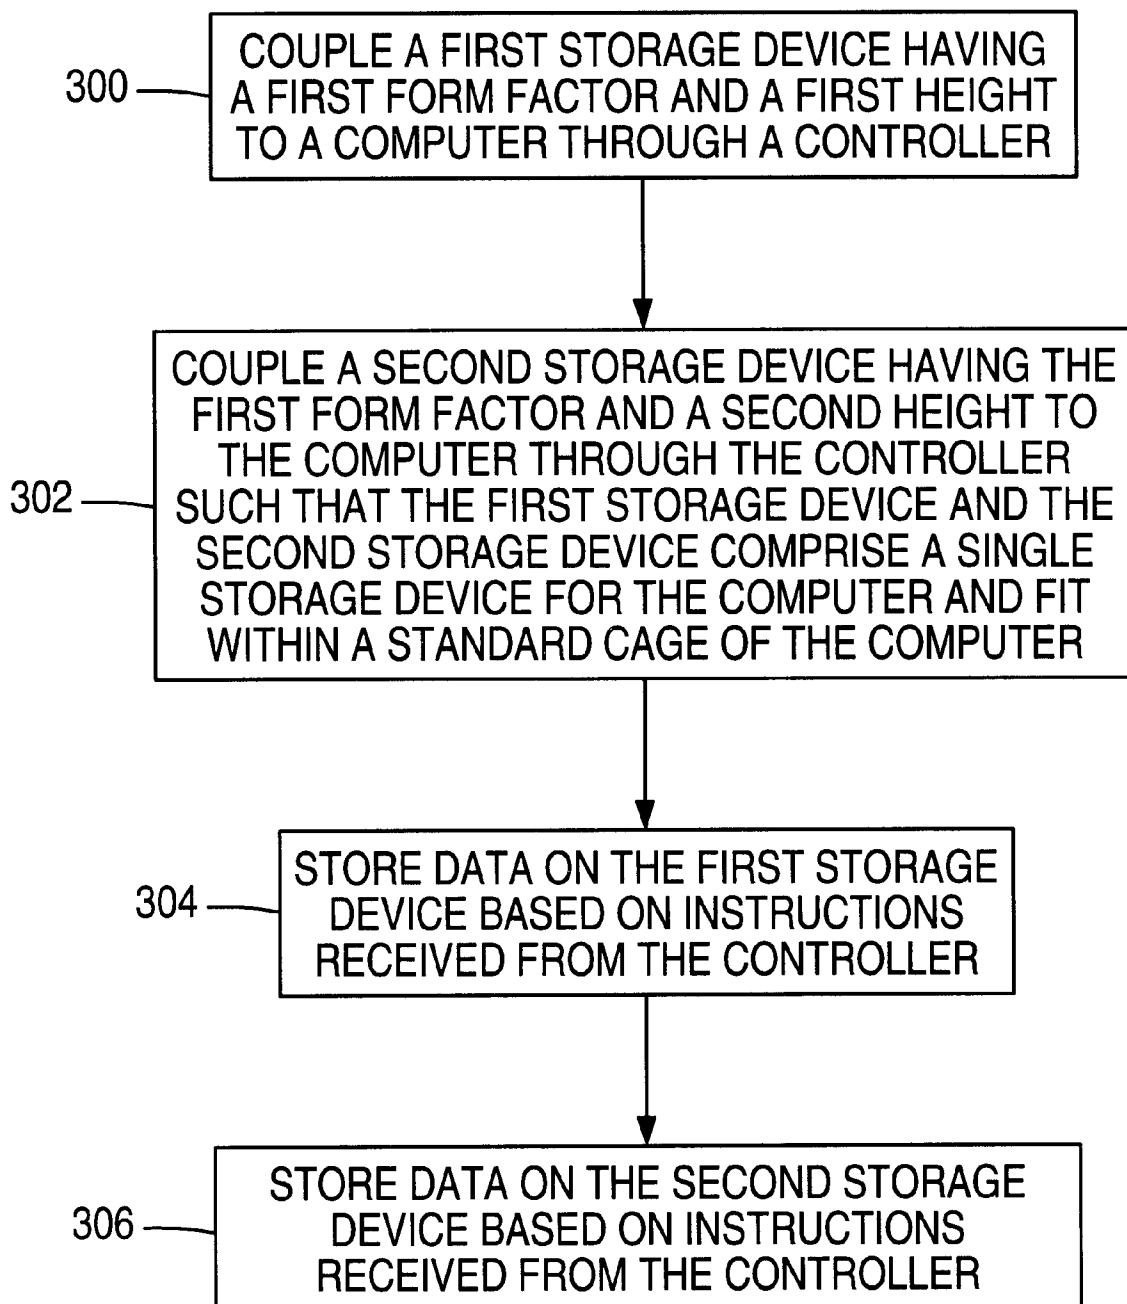 300
COUPLE A FIRST STORAGE DEVICE HAVING
A FIRST FORM FACTOR AND A FIRST HEIGHT
TO A COMPUTER THROUGH A CONTROLLER
302
COUPLE A SECOND STORAGE DEVICE HAVING THE
FIRST FORM FACTOR AND A SECOND HEIGHT TO
THE COMPUTER THROUGH THE CONTROLLER
SUCH THAT THE FIRST STORAGE DEVICE AND THE
SECOND STORAGE DEVICE COMPRISE A SINGLE
STORAGE DEVICE FOR THE COMPUTER AND FIT
WITHIN A STANDARD CAGE OF THE COMPUTER
304
STORE DATA ON THE FIRST STORAGE
DEVICE BASED ON INSTRUCTIONS
RECEIVED FROM THE CONTROLLER
306
STORE DATA ON THE SECOND STORAGE
DEVICE BASED ON INSTRUCTIONS
RECEIVED FROM THE CONTROLLER